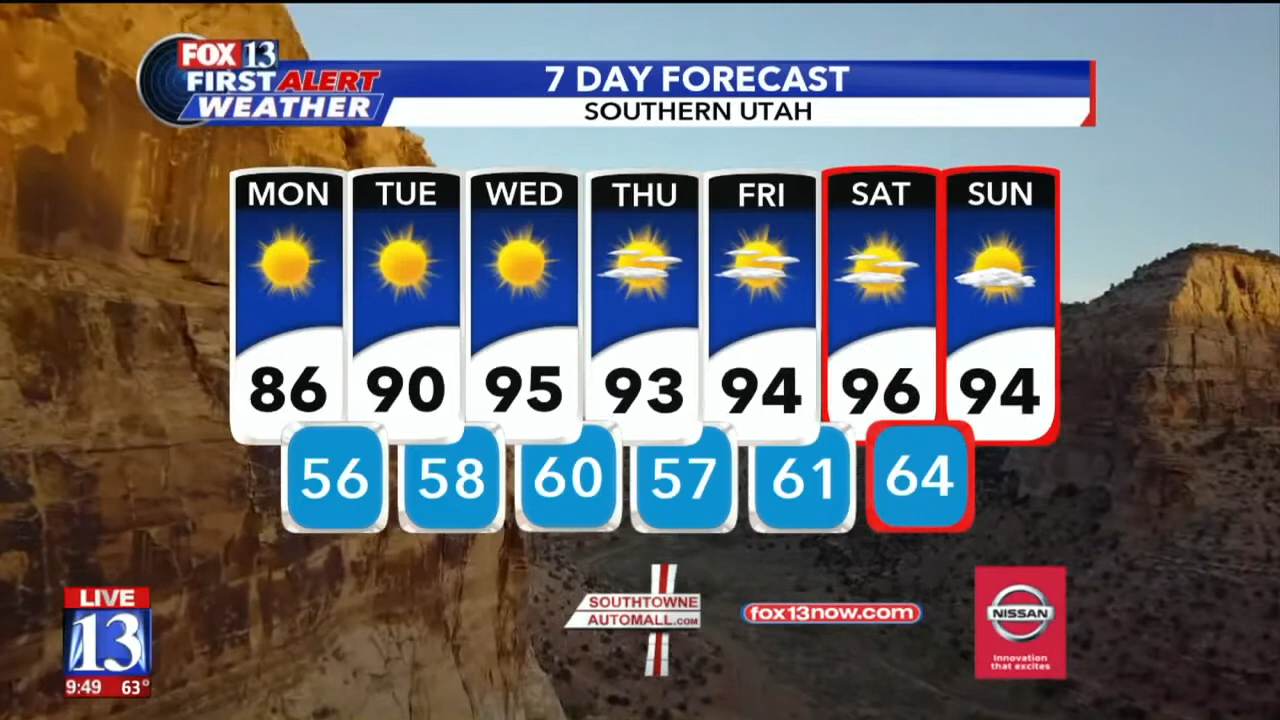 FOX 13
FIRST ALERT
WEATHER
7 DAY FORECAST
SOUTHERN UTAH
MON TUE WED THU FRI SAT SUN
86 90 95 93 94 96 94
56 58 60 57 61 64
LIVE
13
9:49 63°
SOUTHTOWNE
AUTOMALL.COM
fox13now.com
NISSAN
Innovation
that excites